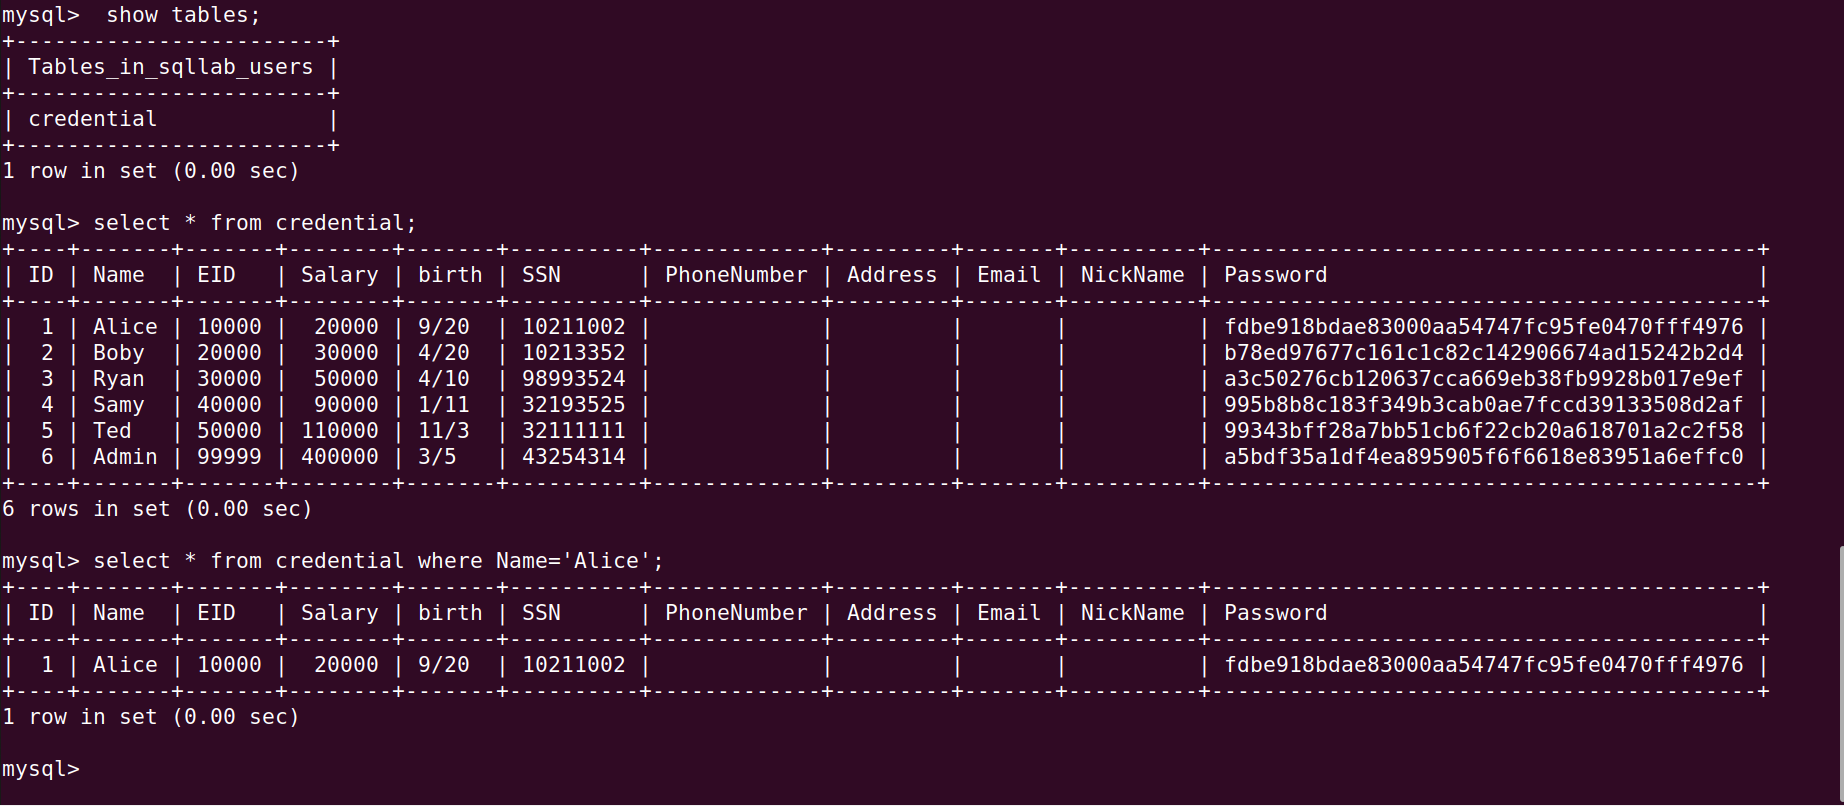 mysql>  show tables;
+------------------------+
| Tables_in_sqllab_users |
+------------------------+
| credential             |
+------------------------+
1 row in set (0.00 sec)

mysql> select * from credential;
+----+-------+-------+--------+-------+----------+-------------+---------+-------+----------+------------------------------------------+
| ID | Name  | EID   | Salary | birth | SSN      | PhoneNumber | Address | Email | NickName | Password                                 |
+----+-------+-------+--------+-------+----------+-------------+---------+-------+----------+------------------------------------------+
|  1 | Alice | 10000 |  20000 | 9/20  | 10211002 |             |         |       |          | fdbe918bdae83000aa54747fc95fe0470fff4976 |
|  2 | Boby  | 20000 |  30000 | 4/20  | 10213352 |             |         |       |          | b78ed97677c161c1c82c142906674ad15242b2d4 |
|  3 | Ryan  | 30000 |  50000 | 4/10  | 98993524 |             |         |       |          | a3c50276cb120637cca669eb38fb9928b017e9ef |
|  4 | Samy  | 40000 |  90000 | 1/11  | 32193525 |             |         |       |          | 995b8b8c183f349b3cab0ae7fccd39133508d2af |
|  5 | Ted   | 50000 | 110000 | 11/3  | 32111111 |             |         |       |          | 99343bff28a7bb51cb6f22cb20a618701a2c2f58 |
|  6 | Admin | 99999 | 400000 | 3/5   | 43254314 |             |         |       |          | a5bdf35a1df4ea895905f6f6618e83951a6effc0 |
+----+-------+-------+--------+-------+----------+-------------+---------+-------+----------+------------------------------------------+
6 rows in set (0.00 sec)

mysql> select * from credential where Name='Alice';
+----+-------+-------+--------+-------+----------+-------------+---------+-------+----------+------------------------------------------+
| ID | Name  | EID   | Salary | birth | SSN      | PhoneNumber | Address | Email | NickName | Password                                 |
+----+-------+-------+--------+-------+----------+-------------+---------+-------+----------+------------------------------------------+
|  1 | Alice | 10000 |  20000 | 9/20  | 10211002 |             |         |       |          | fdbe918bdae83000aa54747fc95fe0470fff4976 |
+----+-------+-------+--------+-------+----------+-------------+---------+-------+----------+------------------------------------------+
1 row in set (0.00 sec)

mysql>